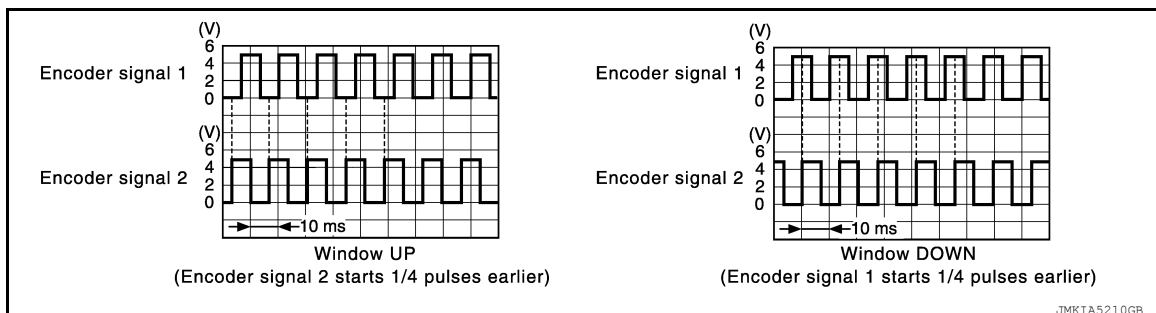 (V)
6
Encoder signal 1
4
2
0
(V)
6
Encoder signal 2
4
2
0
10 ms
Window UP
(Encoder signal 2 starts 1/4 pulses earlier)
(V)
6
Encoder signal 1
4
2
0
(V)
6
Encoder signal 2
4
2
0
10 ms
Window DOWN
(Encoder signal 1 starts 1/4 pulses earlier)
JMKIA5210GB